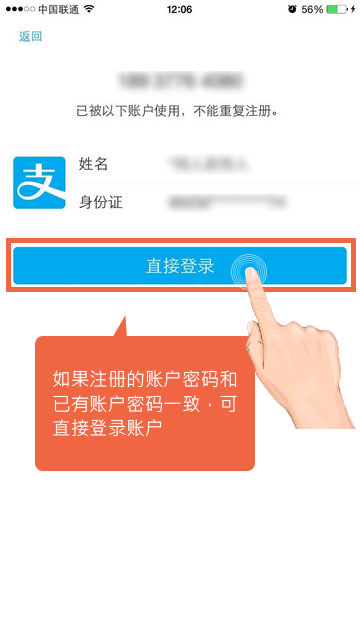 中国联通 12:06 56%
返回
已被以下账户使用，不能重复注册。
支
姓名
身份证
直接登录
如果注册的账户密码和
已有账户密码一致，可
直接登录账户